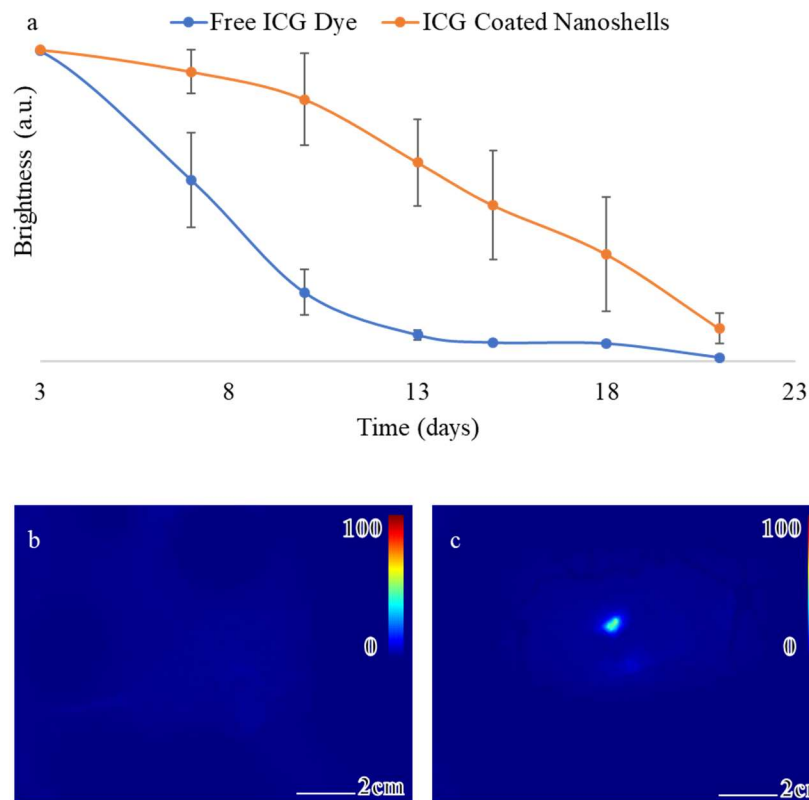 a
Free ICG Dye
ICG Coated Nanoshells
Brightness (a.u.)
3 8 13 18 23
Time (days)
b
100
0
2cm
c
100
0
2cm